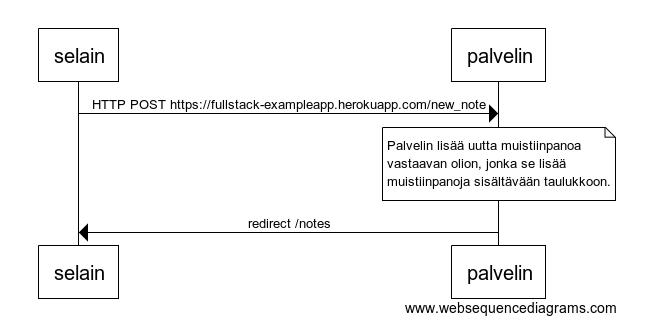 selain
palvelin
HTTP POST https://fullstack-exampleapp.herokuapp.com/new_note
Palvelin lisää uutta muistiinpanoa
vastaavan olion, jonka se lisää
muistiinpanoja sisältävään taulukkoon.
redirect /notes
selain
palvelin
www.websequencediagrams.com